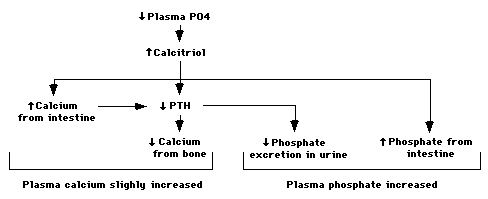 ↓Plasma PO4
↑Calcitriol
↑Calcium
from intestine
↓PTH
↓Calcium
from bone
↓Phosphate
excretion in urine
↑Phosphate from
intestine
Plasma calcium slighly increased
Plasma phosphate increased